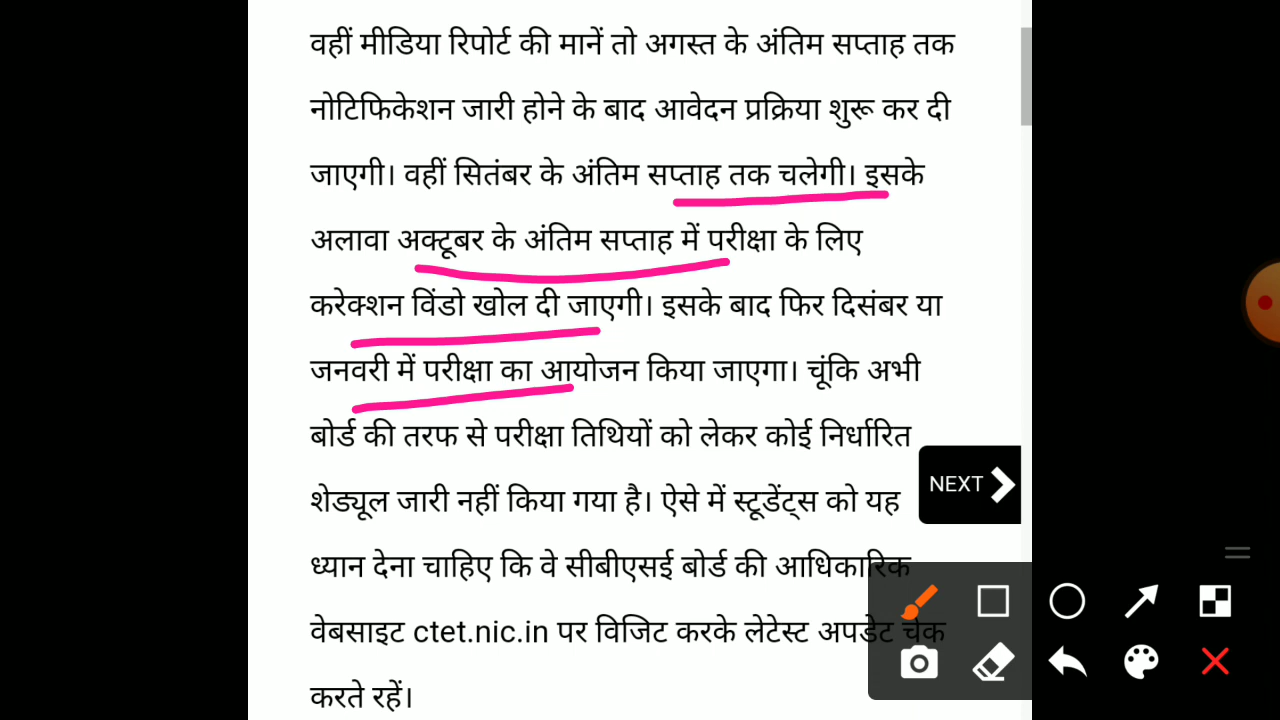 वहीं मीडिया रिपोर्ट की मानें तो अगस्त के अंतिम सप्ताह तक
नोटिफिकेशन जारी होने के बाद आवेदन प्रक्रिया शुरू कर दी
जाएगी। वहीं सितंबर के अंतिम सप्ताह तक चलेगी। इसके
अलावा अक्टूबर के अंतिम सप्ताह में परीक्षा के लिए
करेक्शन विंडो खोल दी जाएगी। इसके बाद फिर दिसंबर या
जनवरी में परीक्षा का आयोजन किया जाएगा। चूंकि अभी
बोर्ड की तरफ से परीक्षा तिथियों को लेकर कोई निर्धारित
शेड्यूल जारी नहीं किया गया है। ऐसे में स्टूडेंट्स को यह
NEXT
ध्यान देना चाहिए कि वे सीबीएसई बोर्ड की आधिकारिक
वेबसाइट ctet.nic.in पर विजिट करके लेटेस्ट अपडेट चेक
करते रहें।